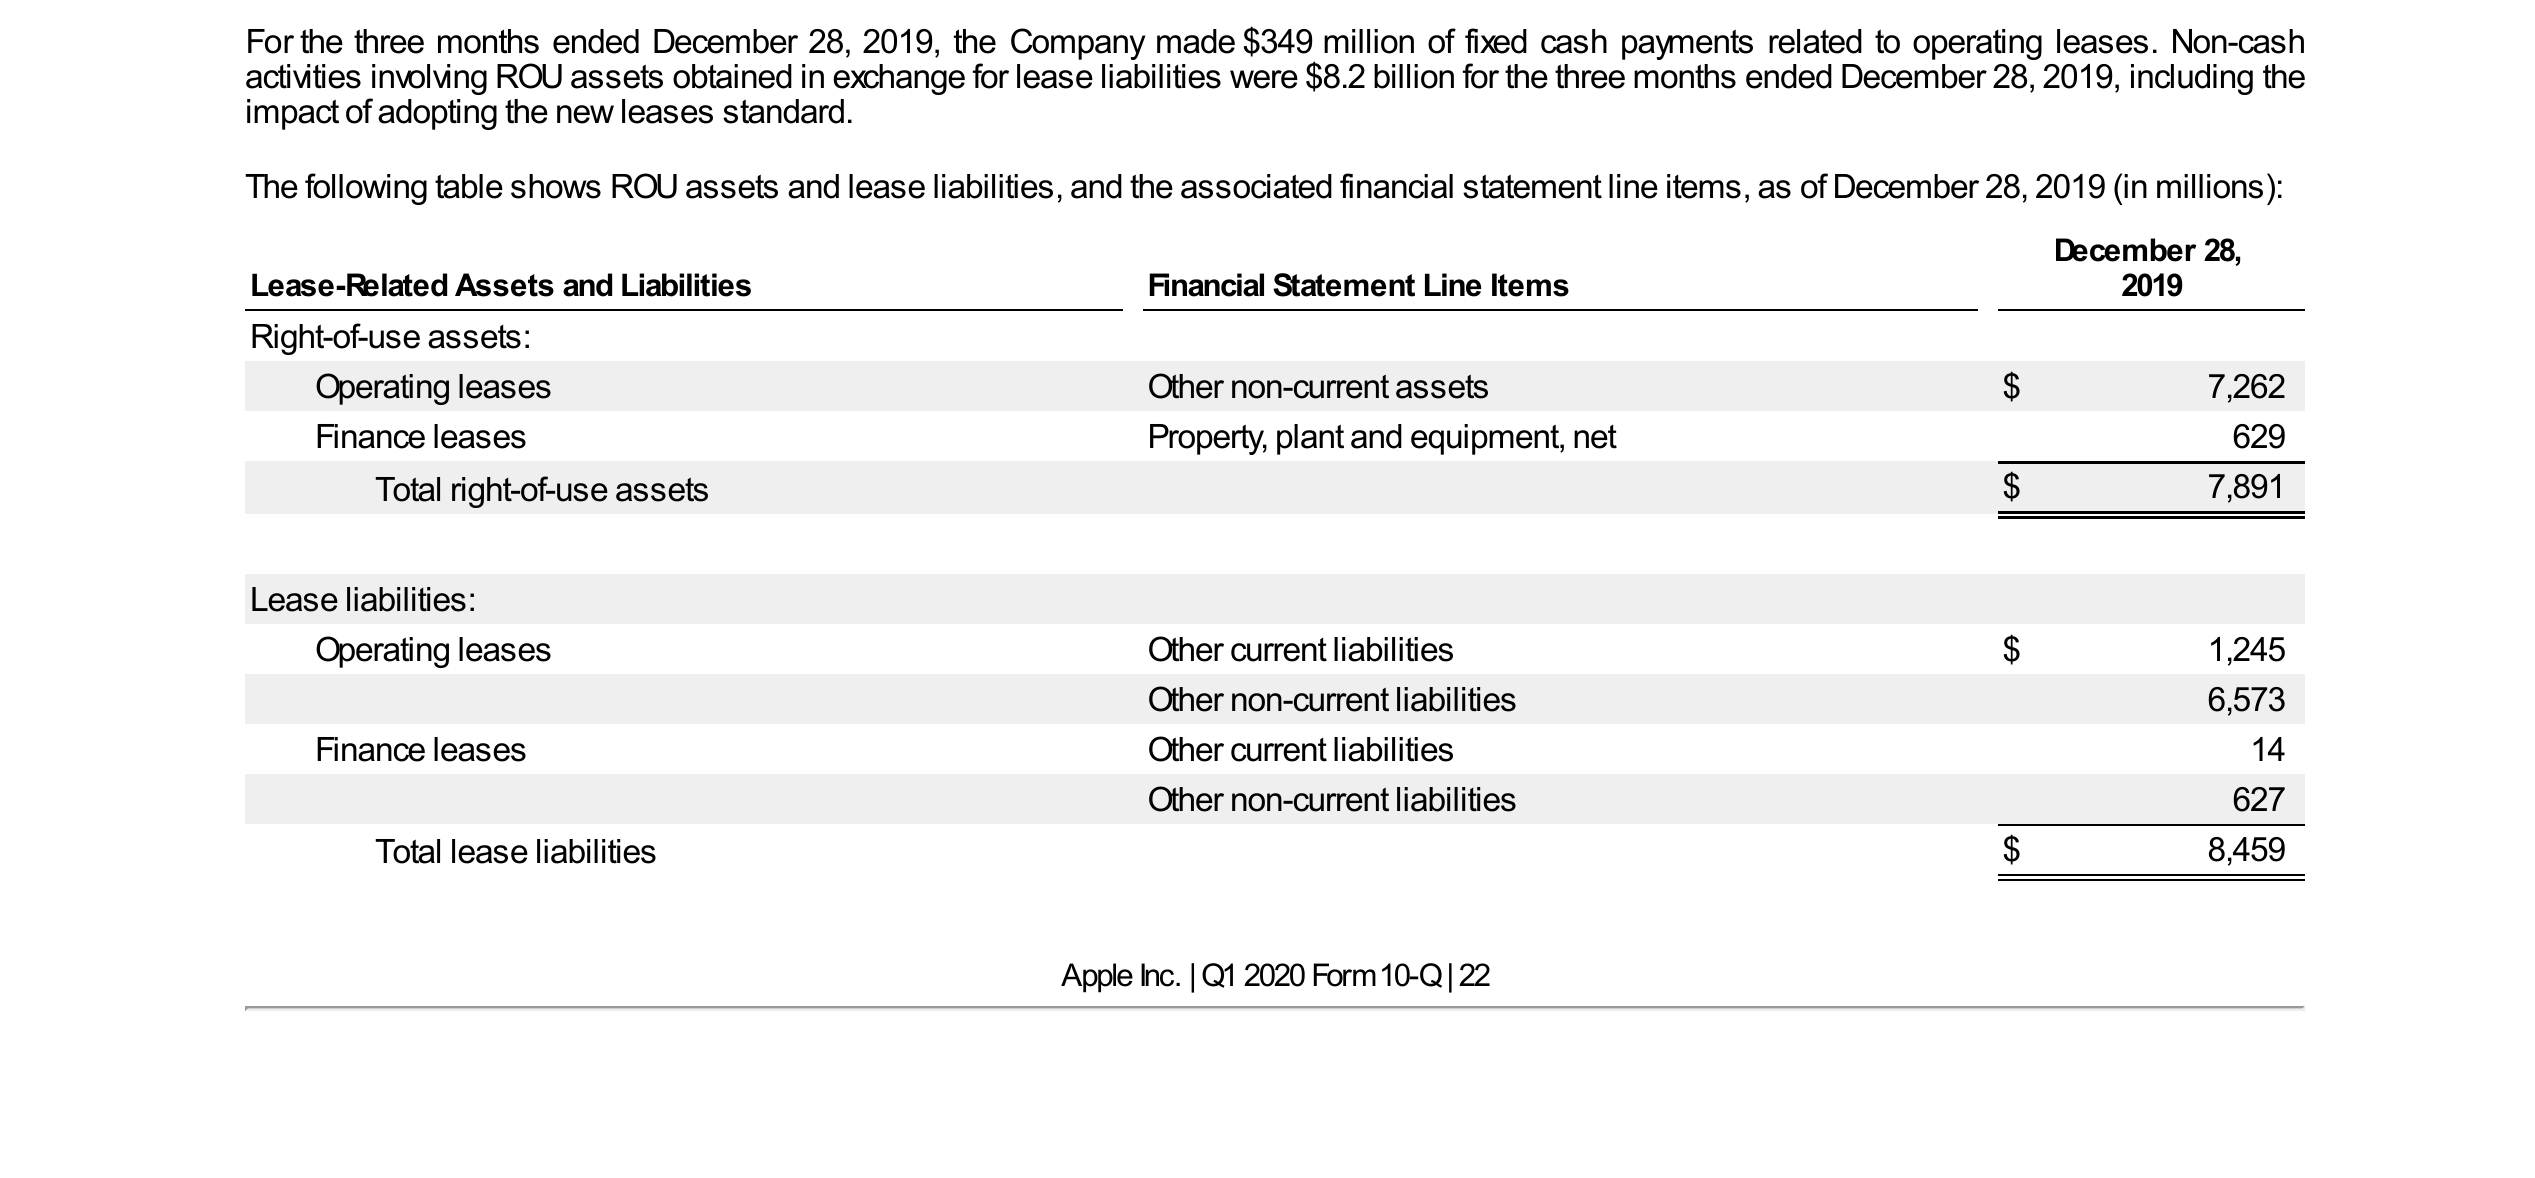 For the three months ended December 28, 2019, the Company made $349 million of fixed cash payments related to operating leases. Non-cash
activities involving ROU assets obtained in exchange for lease liabilities were $8.2 billion for the three months ended December 28, 2019, including the
impact of adopting the new leases standard.
The following table shows ROU assets and lease liabilities, and the associated financial statement line items, as of December 28, 2019 (in millions):
December 28,
Lease-Related Assets and Liabilities Financial Statement Line Items 2019
Right-of-use assets:
Operating leases Other non-current assets $ 7,262
Finance leases Property, plant and equipment, net 629
Total right-of-use assets $ 7,891
Lease liabilities:
Operating leases Other current liabilities $ 1,245
Other non-current liabilities 6,573
Finance leases Other current liabilities 14
Other non-current liabilities 627
Total lease liabilities $ 8,459
Apple Inc. | Q1 2020 Form 10-Q | 22